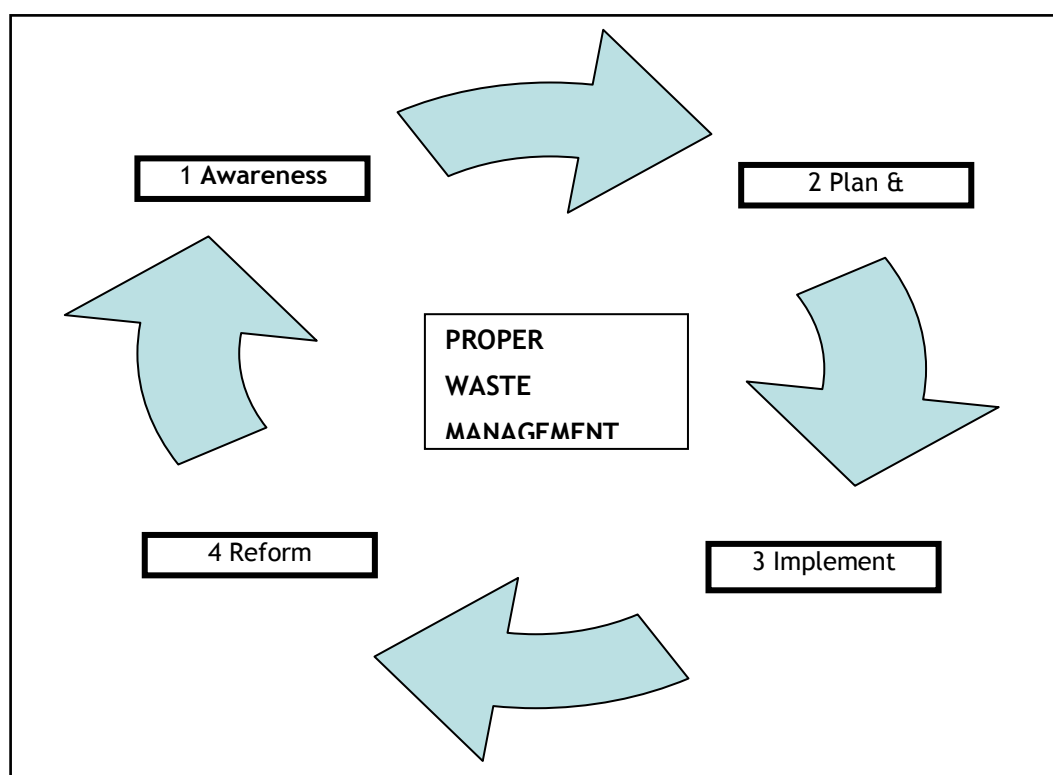 1 Awareness
2 Plan &
PROPER
WASTE
MANAGEMENT
4 Reform
3 Implement